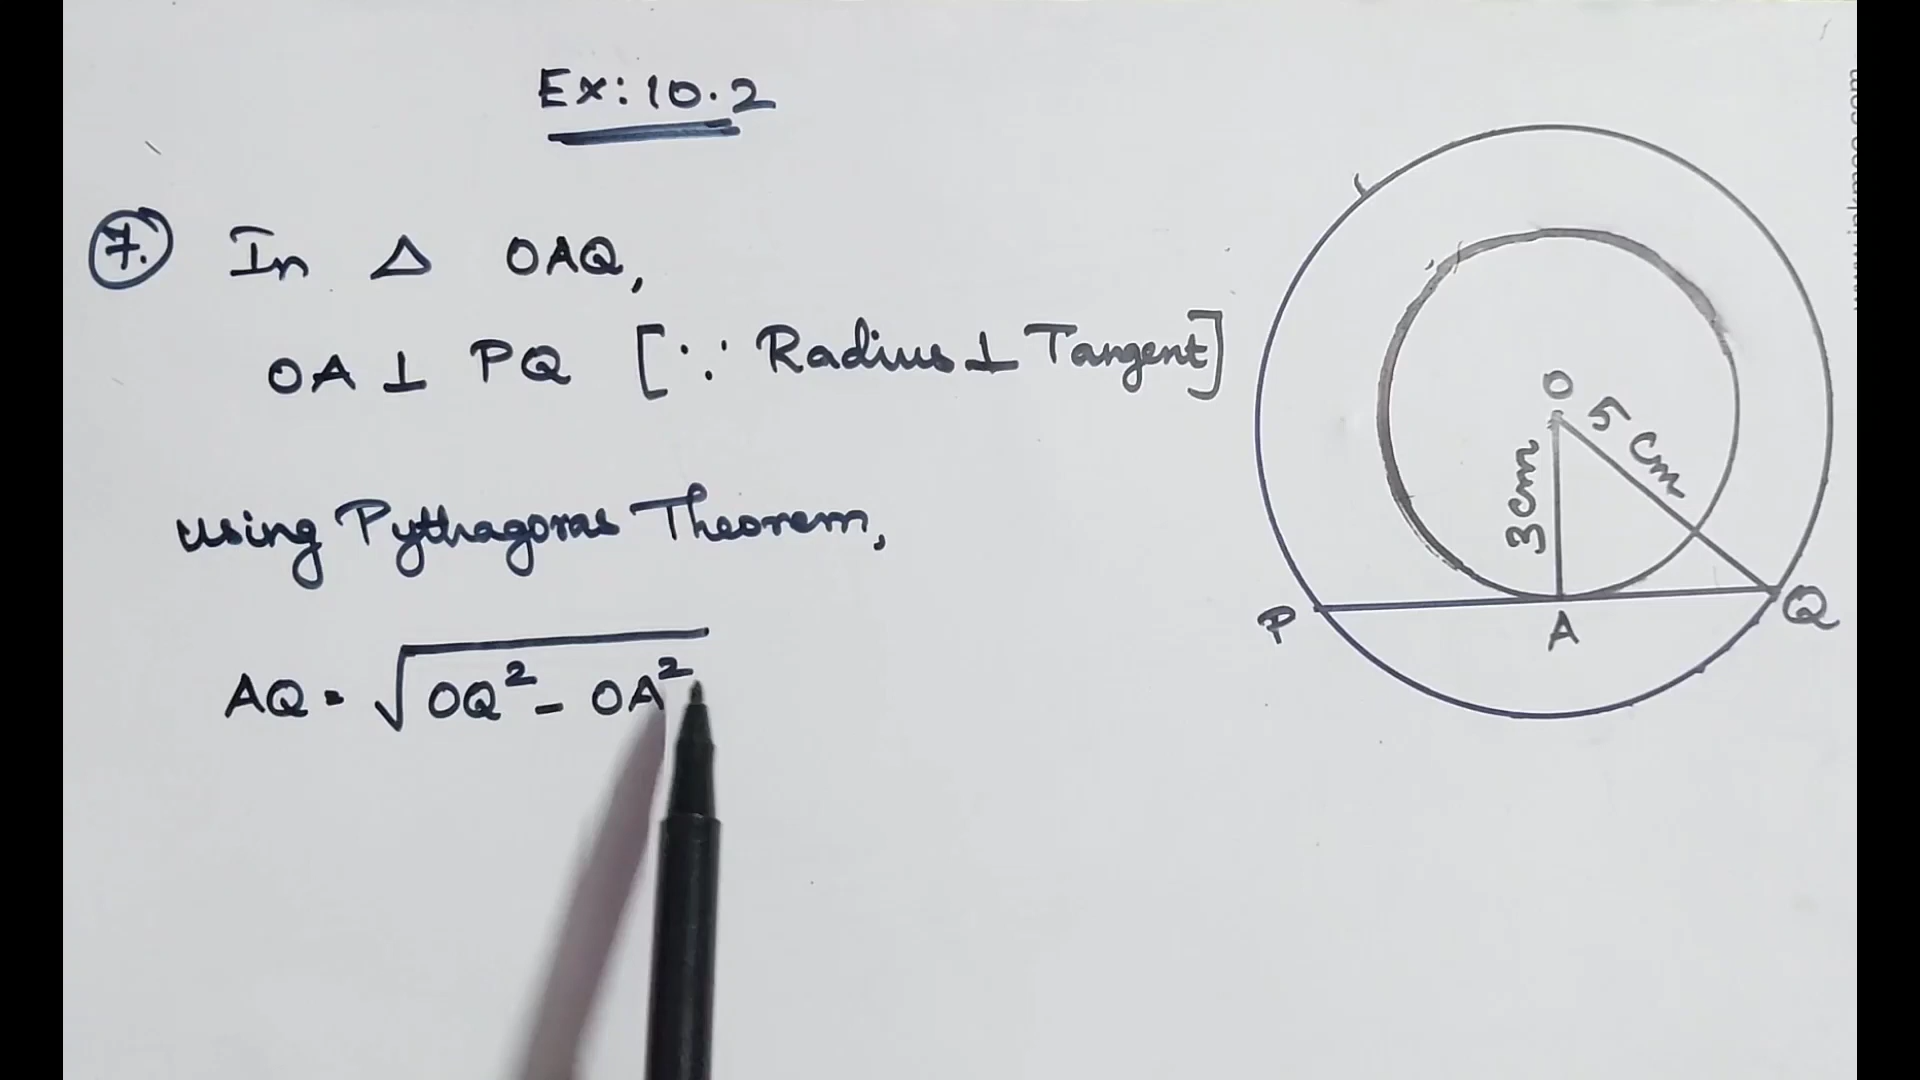 Ex: 10.2
7. In △ OAQ,
OA ⊥ PQ [∵ Radius ⊥ Tangent]
using Pythagoras Theorem,
AQ = √OQ² - OA²
O
5 cm
3cm
P
A
Q